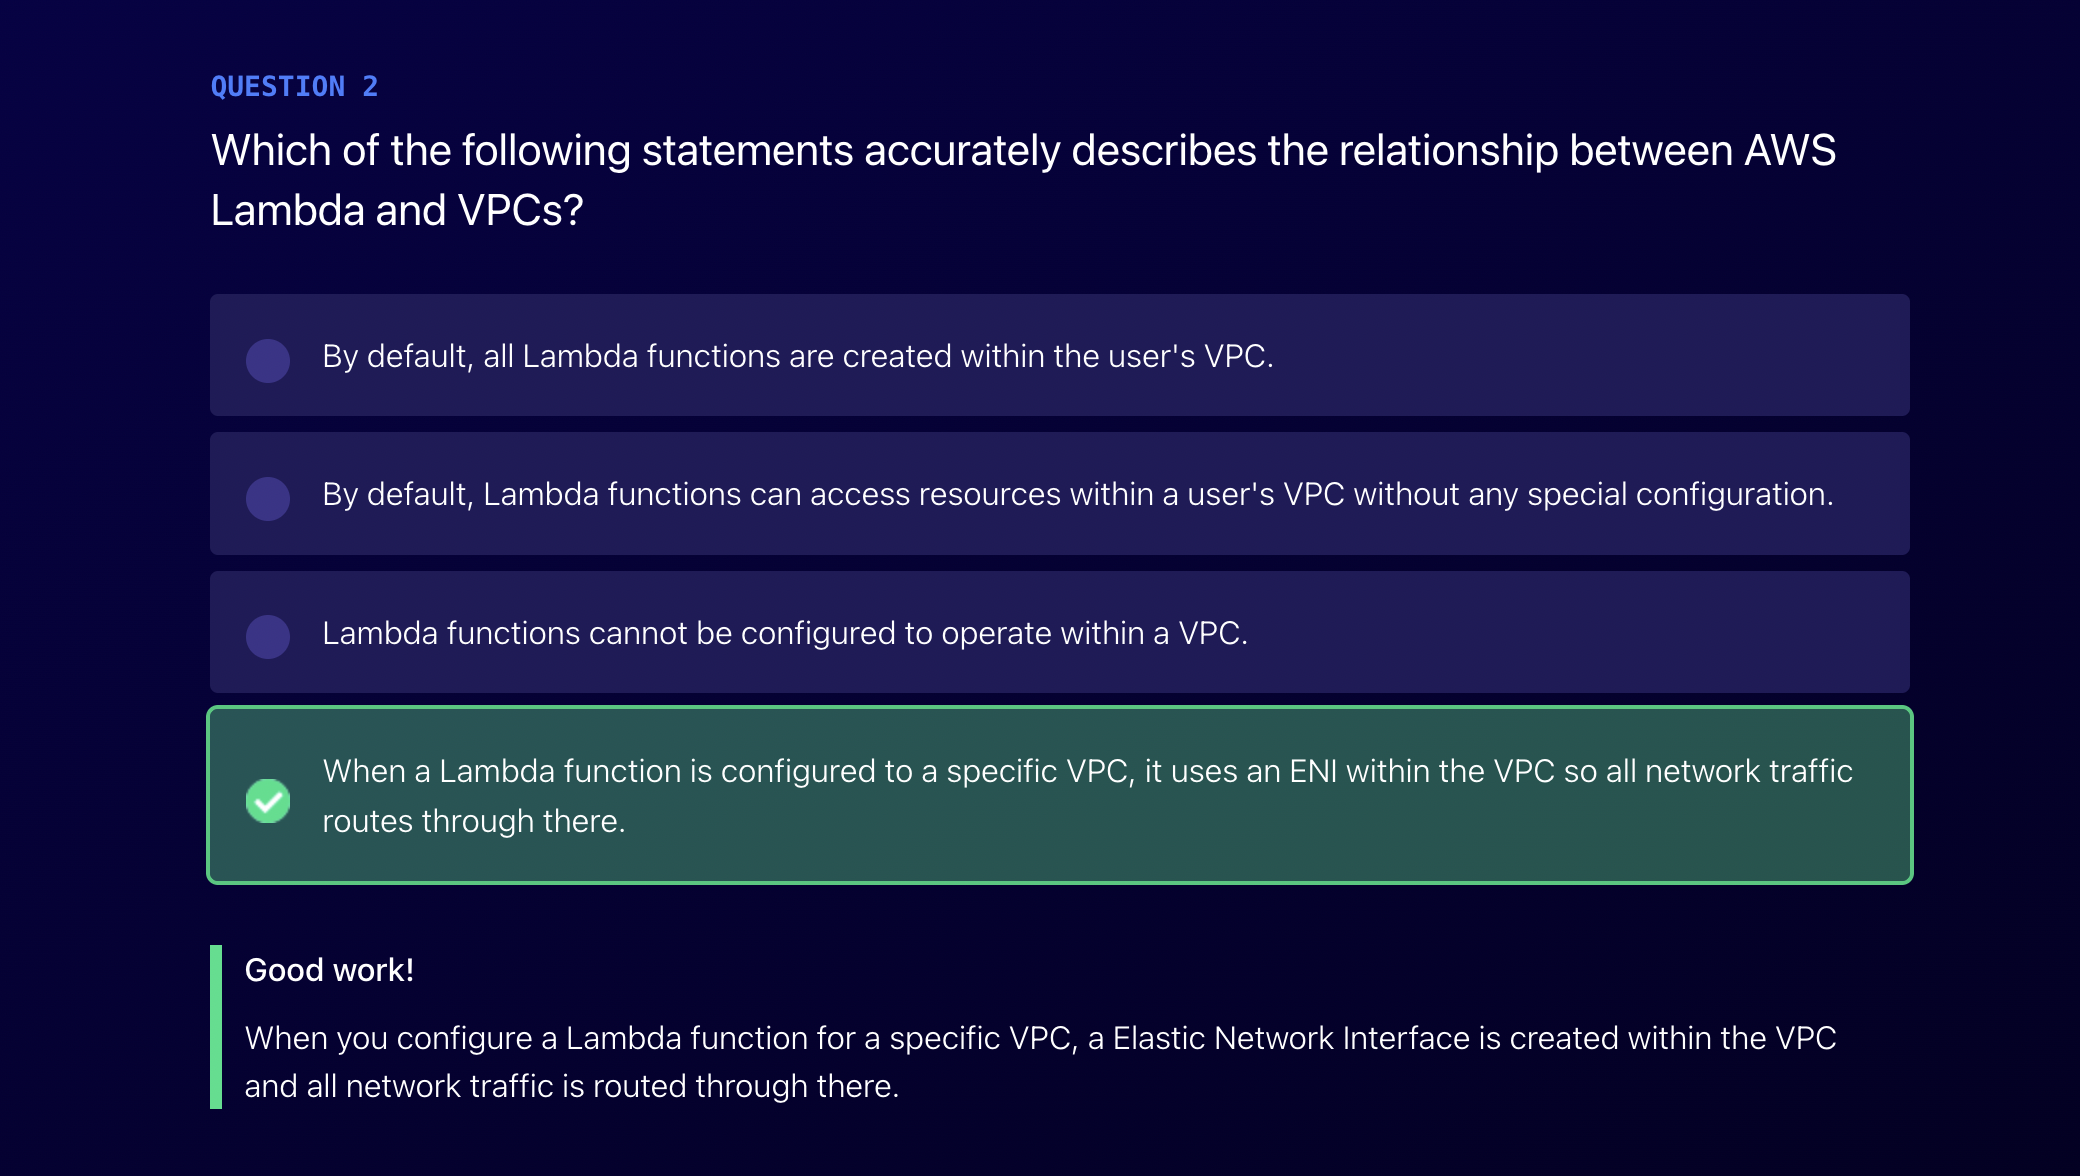 QUESTION 2
Which of the following statements accurately describes the relationship between AWS
Lambda and VPCs?
By default, all Lambda functions are created within the user's VPC.
By default, Lambda functions can access resources within a user's VPC without any special configuration.
Lambda functions cannot be configured to operate within a VPC.
When a Lambda function is configured to a specific VPC, it uses an ENI within the VPC so all network traffic
routes through there.
Good work!
When you configure a Lambda function for a specific VPC, a Elastic Network Interface is created within the VPC
and all network traffic is routed through there.